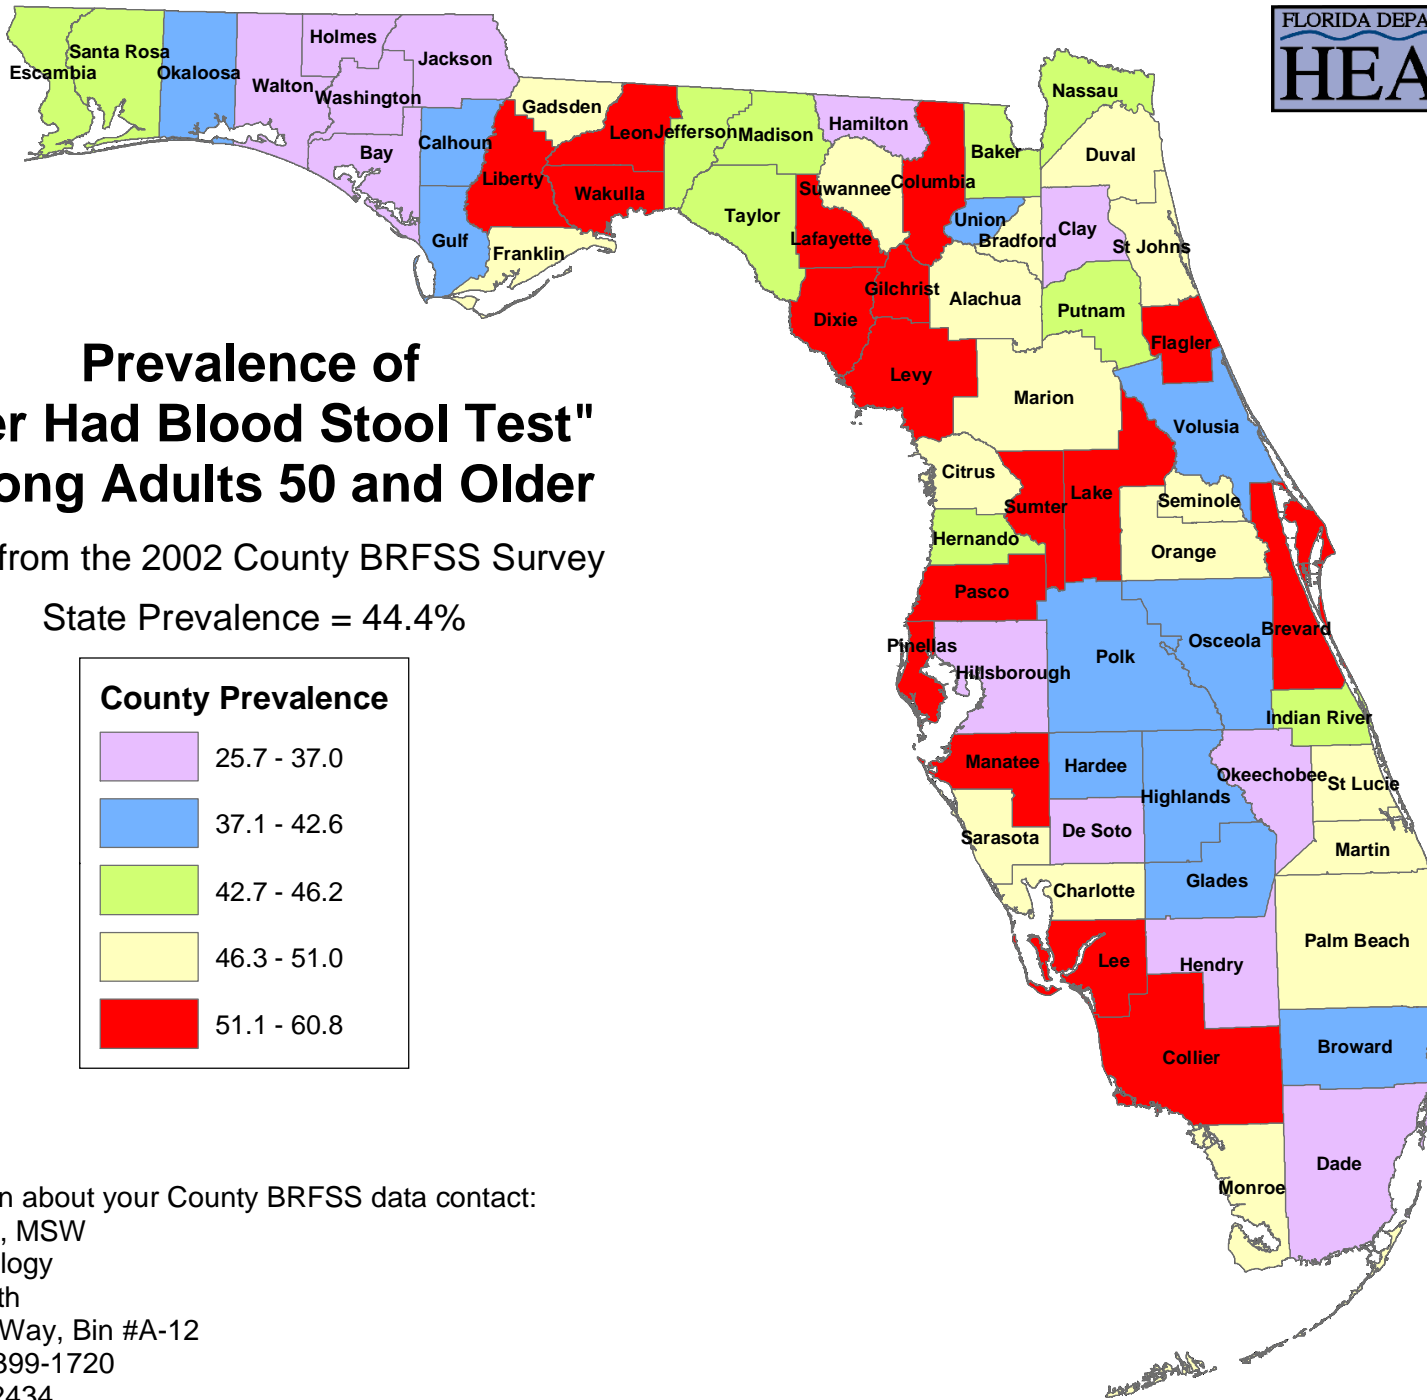 FLORIDA DEPA
HEA
Holmes
Santa Rosa
Jackson
Escambia
Okaloosa
Walton
Washington
Nassau
Gadsden
Hamilton
Leon
Jefferson
Madison
Calhoun
Bay
Baker
Duval
Liberty
Suwannee
Columbia
Wakulla
Taylor
Union
Clay
Gulf
Lafayette
Bradford
St Johns
Franklin
Gilchrist
Alachua
Putnam
Dixie
Flagler
Levy
Marion
Volusia
Citrus
Lake
Seminole
Sumter
Hernando
Orange
Pasco
Brevard
Pinellas
Osceola
Polk
Hillsborough
Indian River
Manatee
Hardee
Okeechobee
St Lucie
Highlands
De Soto
Sarasota
Martin
Glades
Charlotte
Palm Beach
Lee
Hendry
Broward
Collier
Dade
Monroe
Prevalence of
er Had Blood Stool Test"
ong Adults 50 and Older
from the 2002 County BRFSS Survey
State Prevalence = 44.4%
County Prevalence
25.7 - 37.0
37.1 - 42.6
42.7 - 46.2
46.3 - 51.0
51.1 - 60.8
n about your County BRFSS data contact:
, MSW
logy
th
Way, Bin #A-12
399-1720
2434